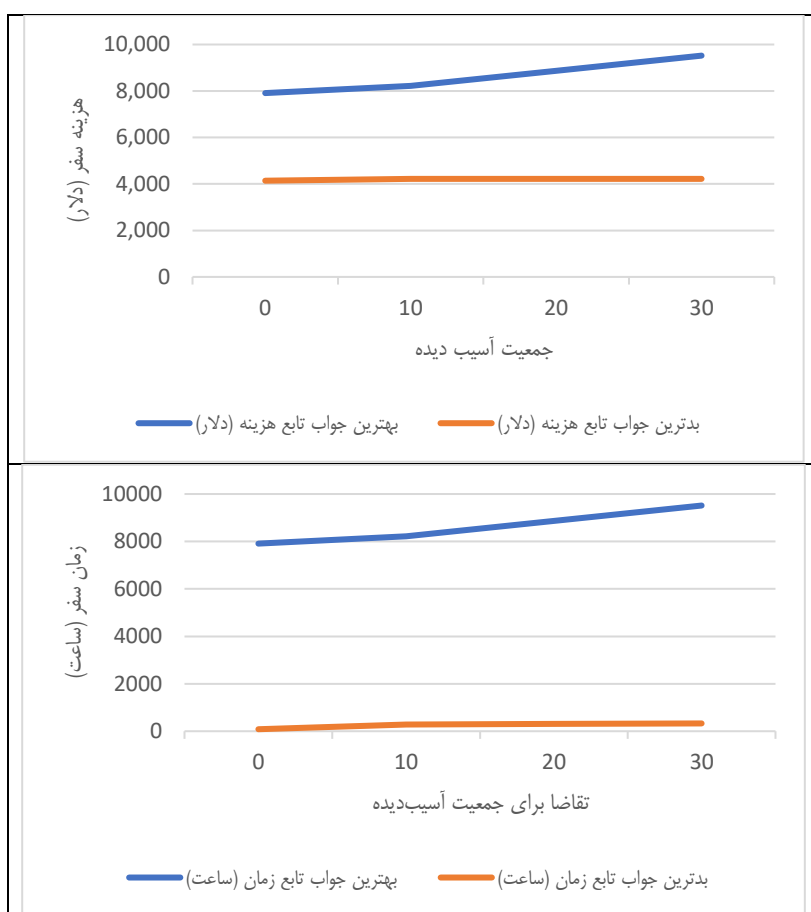 10,000
8,000
6,000
4,000
2,000
0
هزینه سفر (دلار)
0 10 20 30
جمعیت آسیب دیده
بهترین جواب تابع هزینه (دلار) بدترین جواب تابع هزینه (دلار)
10000
8000
6000
4000
2000
0
زمان سفر (ساعت)
0 10 20 30
تقاضا برای جمعیت آسیب‌دیده
بهترین جواب تابع زمان (ساعت) بدترین جواب تابع زمان (ساعت)